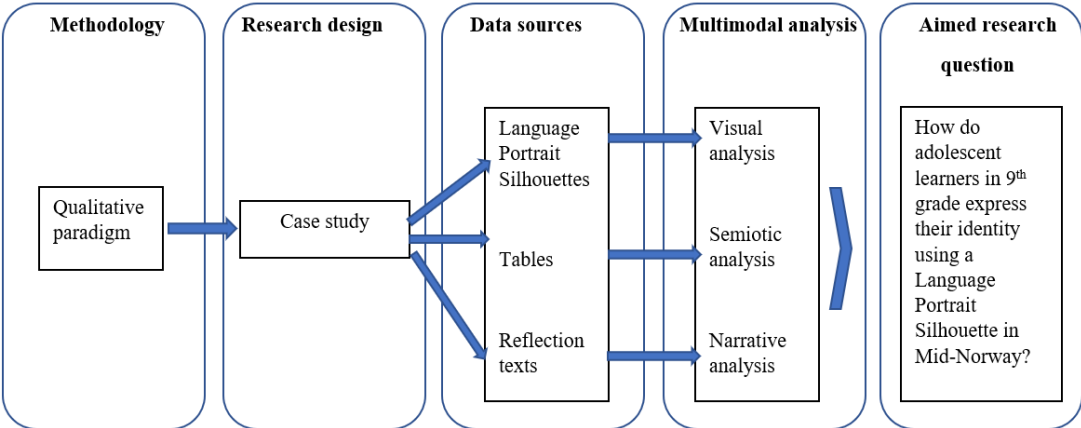 Methodology
Qualitative
paradigm
Research design
Case study
Data sources
Language
Portrait
Silhouettes
Tables
Reflection
texts
Multimodal analysis
Visual
analysis
Semiotic
analysis
Narrative
analysis
Aimed research
question
How do
adolescent
learners in 9th
grade express
their identity
using a
Language
Portrait
Silhouette in
Mid-Norway?